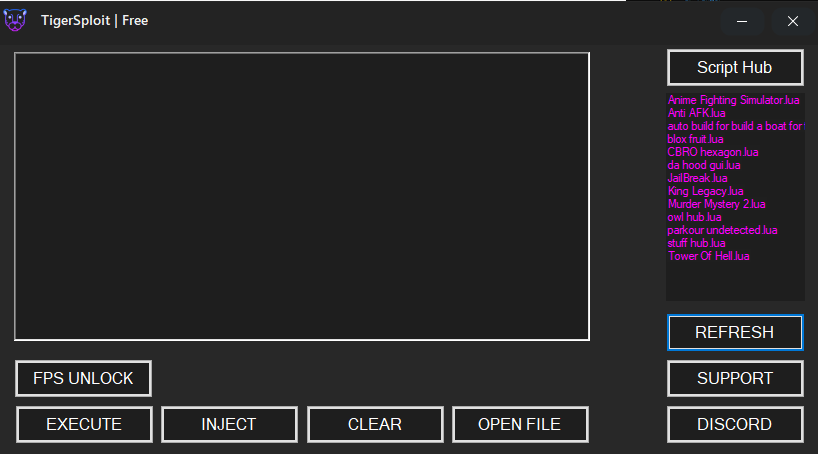 TigerSploit | Free
Script Hub
Anime Fighting Simulator.lua
Anti AFK.lua
auto build for build a boat for
blox fruit.lua
CBRO hexagon.lua
da hood gui.lua
JailBreak.lua
King Legacy.lua
Murder Mystery 2.lua
owl hub.lua
parkour undetected.lua
stuff hub.lua
Tower Of Hell.lua
REFRESH
FPS UNLOCK
SUPPORT
EXECUTE
INJECT
CLEAR
OPEN FILE
DISCORD